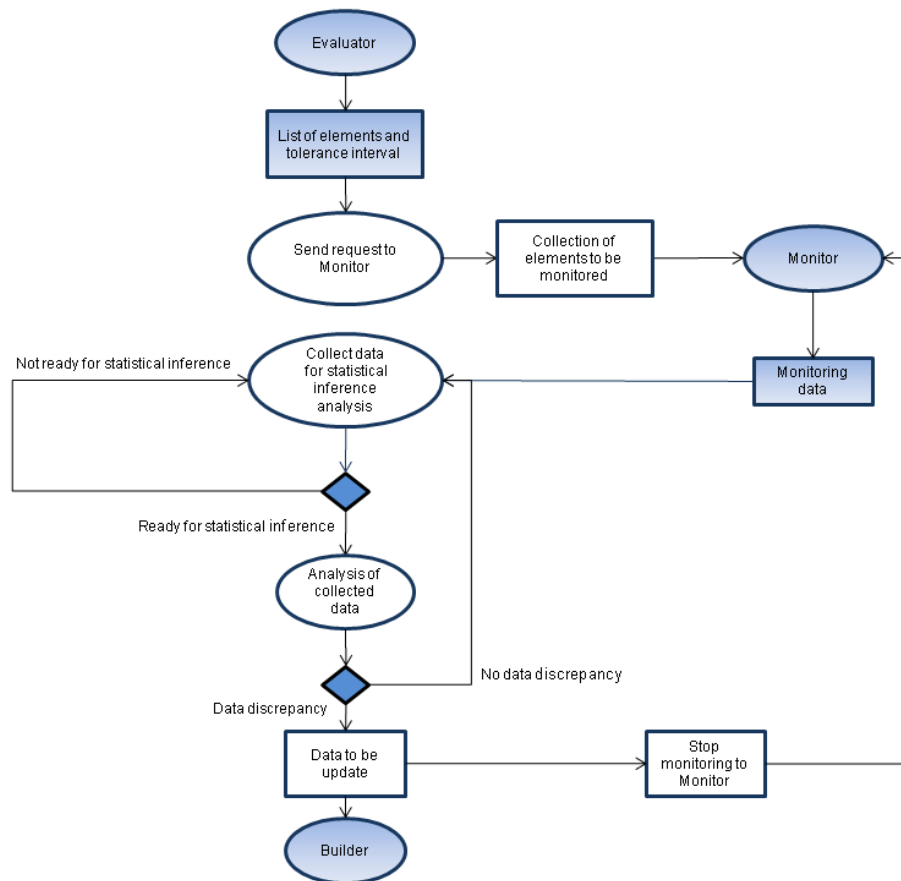 Evaluator
List of elements and
tolerance interval
Send request to
Monitor
Collection of
elements to be
monitored
Monitor
Not ready for statistical inference
Collect data
for statistical
inference
analysis
Monitoring
data
Ready for statistical inference
Analysis of
collected
data
No data discrepancy
Data discrepancy
Data to be
update
Stop
monitoring to
Monitor
Builder